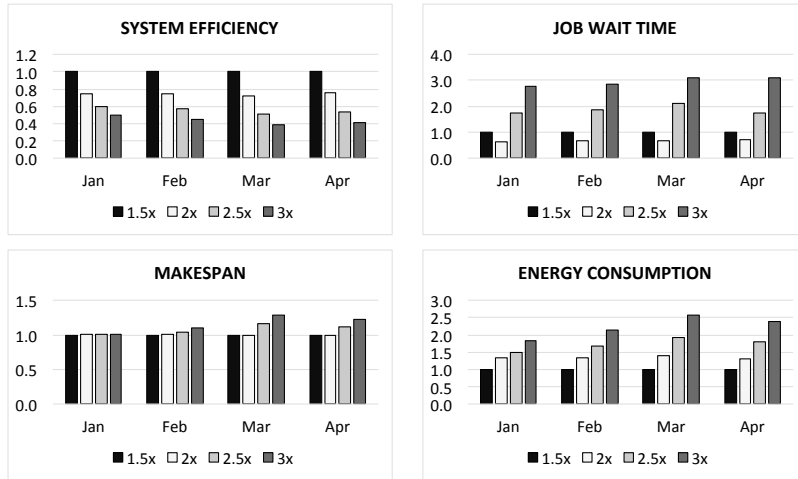 SYSTEM EFFICIENCY
1.2
1.0
0.8
0.6
0.4
0.2
0.0
Jan Feb Mar Apr
1.5x 2x 2.5x 3x
JOB WAIT TIME
4.0
3.0
2.0
1.0
0.0
Jan Feb Mar Apr
1.5x 2x 2.5x 3x
MAKESPAN
1.5
1.0
0.5
0.0
Jan Feb Mar Apr
1.5x 2x 2.5x 3x
ENERGY CONSUMPTION
3.0
2.5
2.0
1.5
1.0
0.5
0.0
Jan Feb Mar Apr
1.5x 2x 2.5x 3x